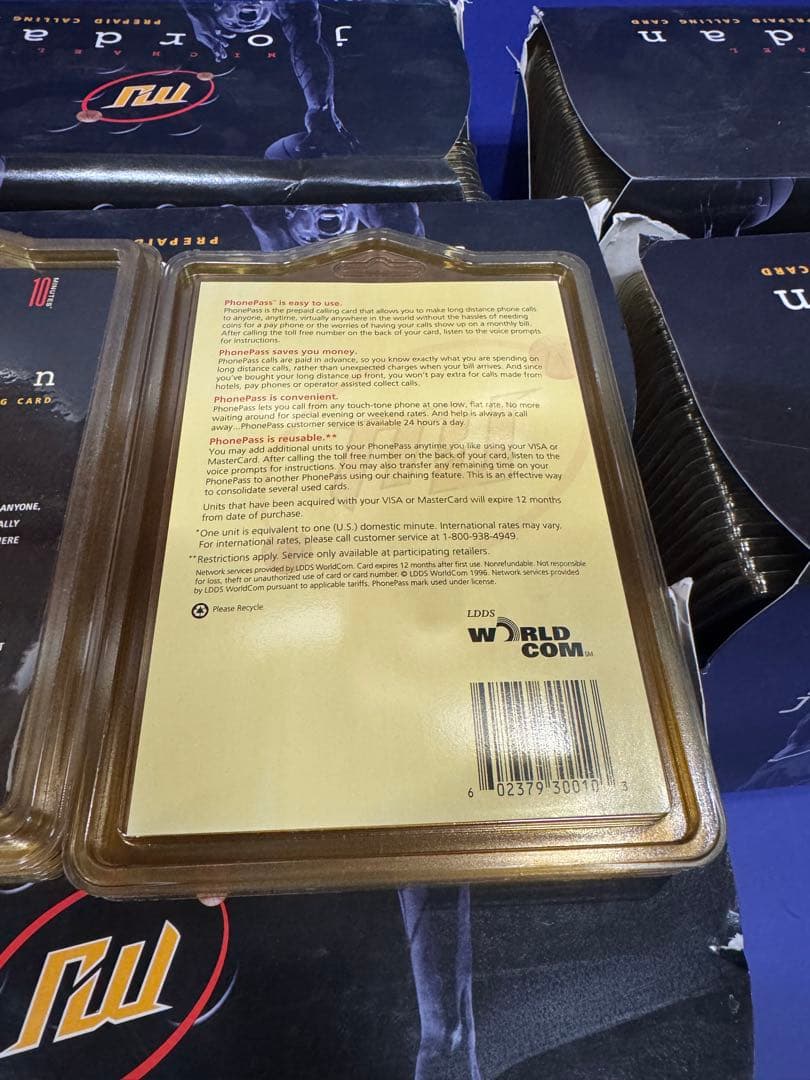 PREPAID CALLING CARD
MICHAEL
jorda
MJ
PREPAID CALLING CARD
AEL
dan
PREPAID
CARD
n
10
MINUTES*
n
G CARD
ANYONE,
ALLY
ERE
PhonePass™ is easy to use.
PhonePass is the prepaid calling card that allows you to make long distance phone calls
to anyone, anytime, virtually anywhere in the world without the hassles of needing
coins for a pay phone or the worries of having your calls show up on a monthly bill.
After calling the toll free number on the back of your card, listen to the voice prompts
for instructions.
PhonePass saves you money.
PhonePass calls are paid in advance, so you know exactly what you are spending on
long distance calls, rather than unexpected charges when your bill arrives. And since
you've bought your long distance up front, you won't pay extra for calls made from
hotels, pay phones or operator assisted collect calls.
PhonePass is convenient.
PhonePass lets you call from any touch-tone phone at one low, flat rate. No more
waiting around for special evening or weekend rates. And help is always a call
away...PhonePass customer service is available 24 hours a day.
PhonePass is reusable.**
You may add additional units to your PhonePass anytime you like using your VISA or
MasterCard. After calling the toll free number on the back of your card, listen to the
voice prompts for instructions. You may also transfer any remaining time on your
PhonePass to another PhonePass using our chaining feature. This is an effective way
to consolidate several used cards.
Units that have been acquired with your VISA or MasterCard will expire 12 months
from date of purchase.
*One unit is equivalent to one (U.S.) domestic minute. International rates may vary.
For international rates, please call customer service at 1-800-938-4949.
**Restrictions apply. Service only available at participating retailers.
Network services provided by LDDS WorldCom. Card expires 12 months after first use. Nonrefundable. Not responsible
for loss, theft or unauthorized use of card or card number. © LDDS WorldCom 1996. Network services provided
by LDDS WorldCom pursuant to applicable tariffs. PhonePass mark used under license.
Please Recycle
LDDS
WORLD
COM SM
6 02379 30010 3
MJ